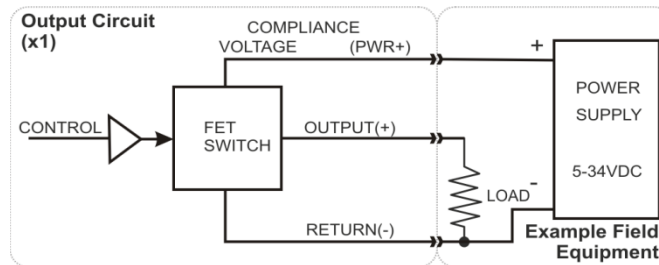 Output Circuit
(x1)
COMPLIANCE
VOLTAGE (PWR+)
+
POWER
SUPPLY
5-34VDC
CONTROL
FET
SWITCH
OUTPUT(+)
LOAD
-
RETURN(-)
Example Field
Equipment